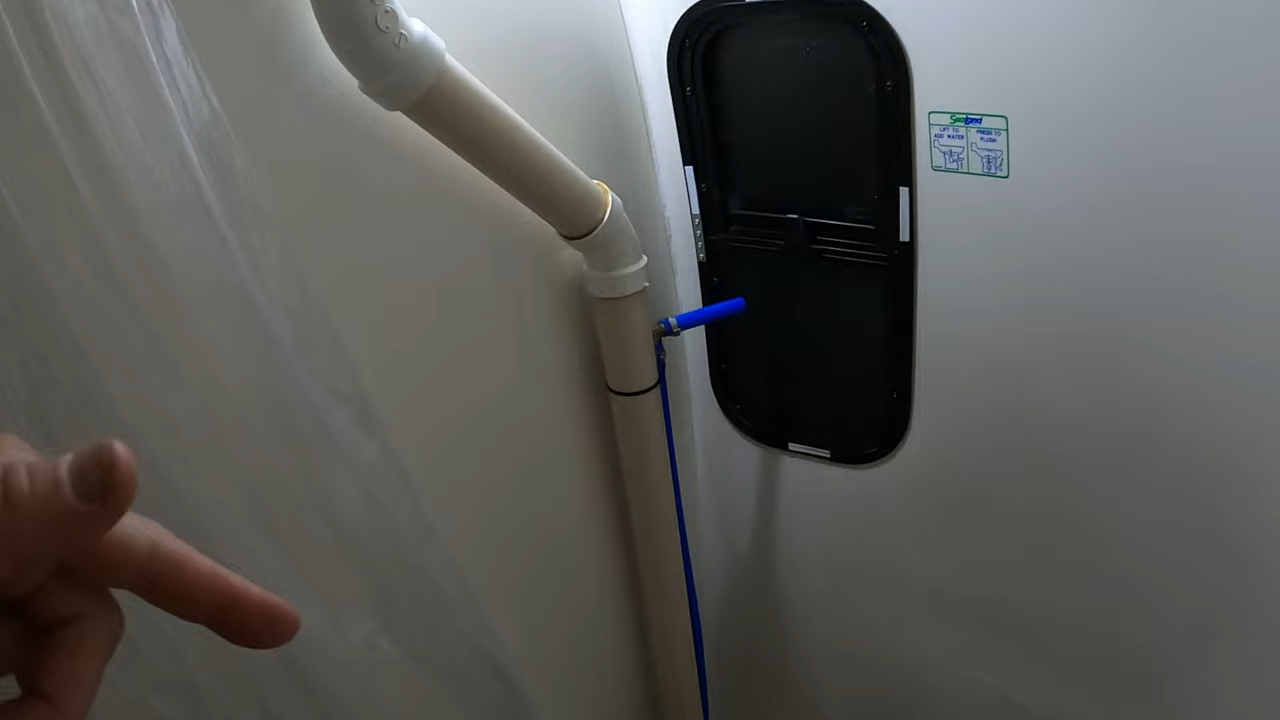 SeaLand
LIFT TO
ADD WATER
PRESS TO
FLUSH